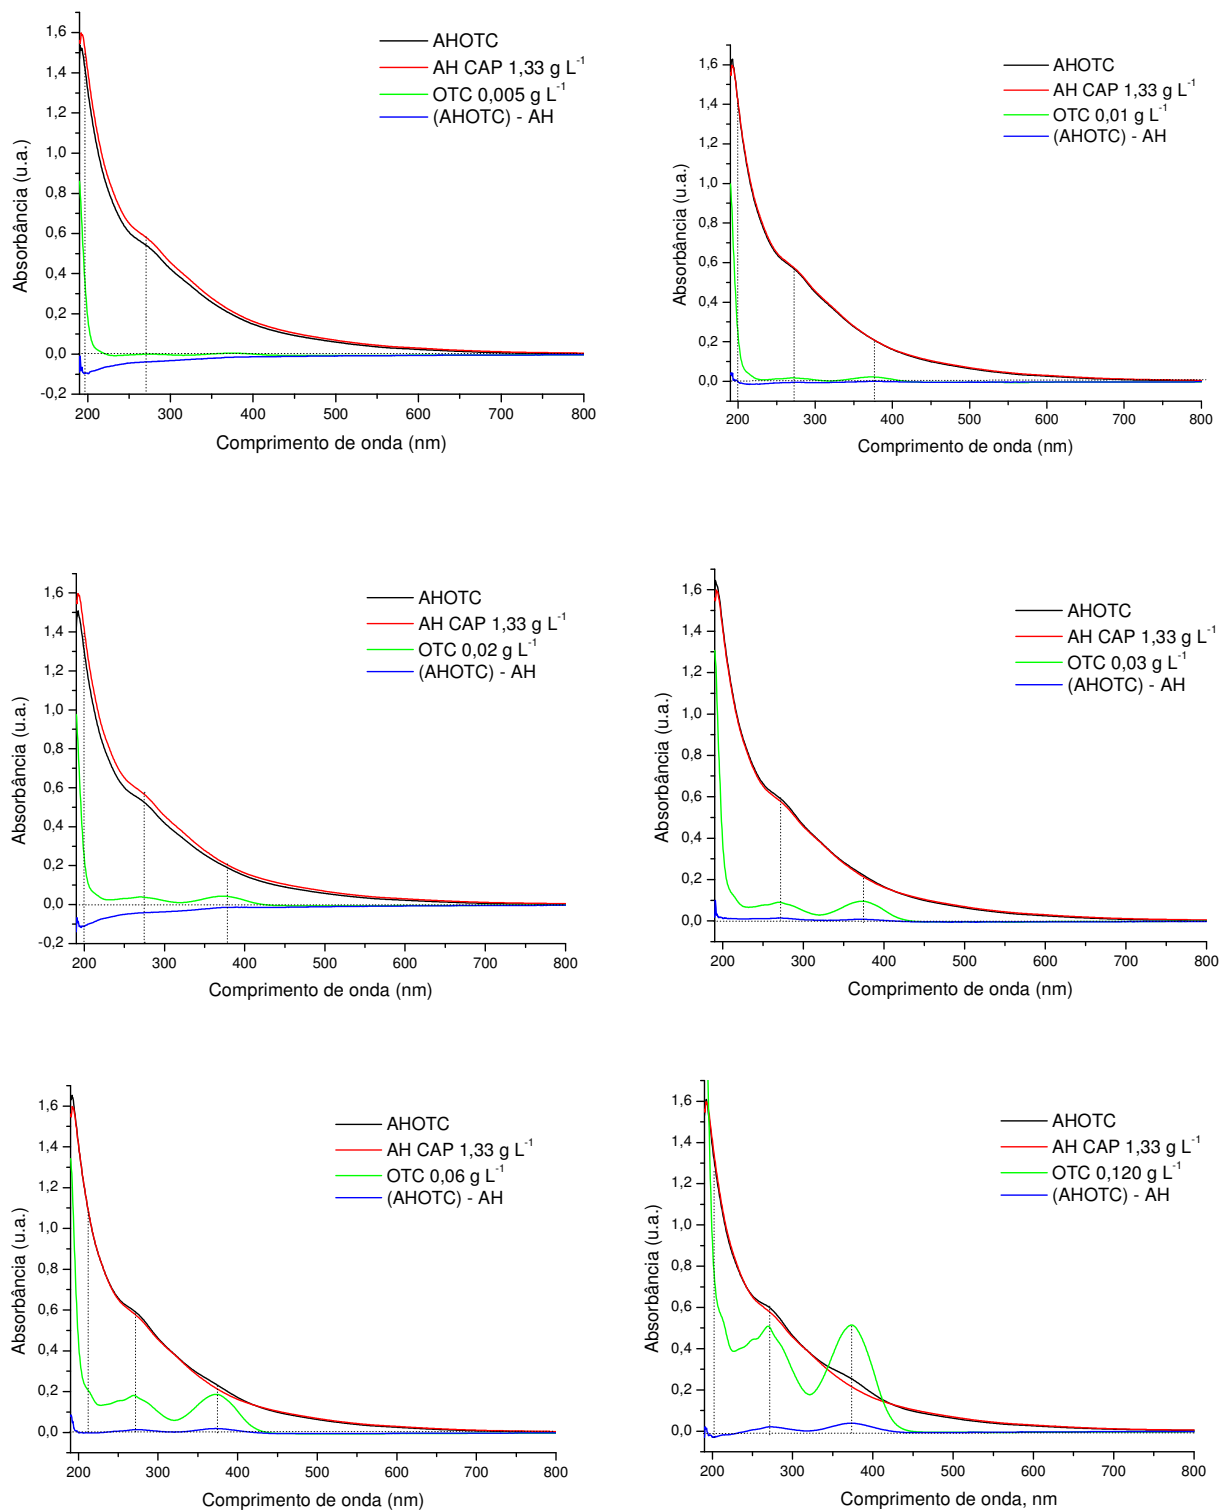 1,6
1,4
1,2
1,0
0,8
0,6
0,4
0,2
0,0
-0,2
Absorbância (u.a.)
AHOTC
AH CAP 1,33 g L-1
OTC 0,005 g L-1
(AHOTC) - AH
200 300 400 500 600 700 800
Comprimento de onda (nm)
1,6
1,4
1,2
1,0
0,8
0,6
0,4
0,2
0,0
Absorbância (u.a.)
AHOTC
AH CAP 1,33 g L-1
OTC 0,01 g L-1
(AHOTC) - AH
200 300 400 500 600 700 800
Comprimento de onda (nm)
1,6
1,4
1,2
1,0
0,8
0,6
0,4
0,2
0,0
-0,2
Absorbância (u.a.)
AHOTC
AH CAP 1,33 g L-1
OTC 0,02 g L-1
(AHOTC) - AH
200 300 400 500 600 700 800
Comprimento de onda (nm)
1,6
1,4
1,2
1,0
0,8
0,6
0,4
0,2
0,0
Absorbância (u.a.)
AHOTC
AH CAP 1,33 g L-1
OTC 0,03 g L-1
(AHOTC) - AH
200 300 400 500 600 700 800
Comprimento de onda (nm)
1,6
1,4
1,2
1,0
0,8
0,6
0,4
0,2
0,0
Absorbância (u.a.)
AHOTC
AH CAP 1,33 g L-1
OTC 0,06 g L-1
(AHOTC) - AH
200 300 400 500 600 700 800
Comprimento de onda (nm)
1,6
1,4
1,2
1,0
0,8
0,6
0,4
0,2
0,0
Absorbância (u.a.)
AHOTC
AH CAP 1,33 g L-1
OTC 0,120 g L-1
(AHOTC) - AH
200 300 400 500 600 700 800
Comprimento de onda, nm